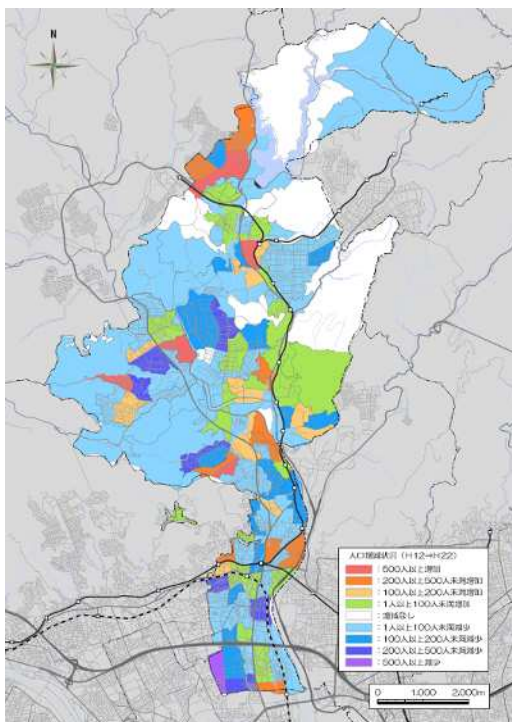 N
人口増減状況（H12→H22）
：500人以上増加
：200人以上500人未満増加
：100人以上200人未満増加
：1人以上100人未満増加
：増減なし
：1人以上100人未満減少
：100人以上200人未満減少
：200人以上500人未満減少
：500人以上減少
0 1,000 2,000m